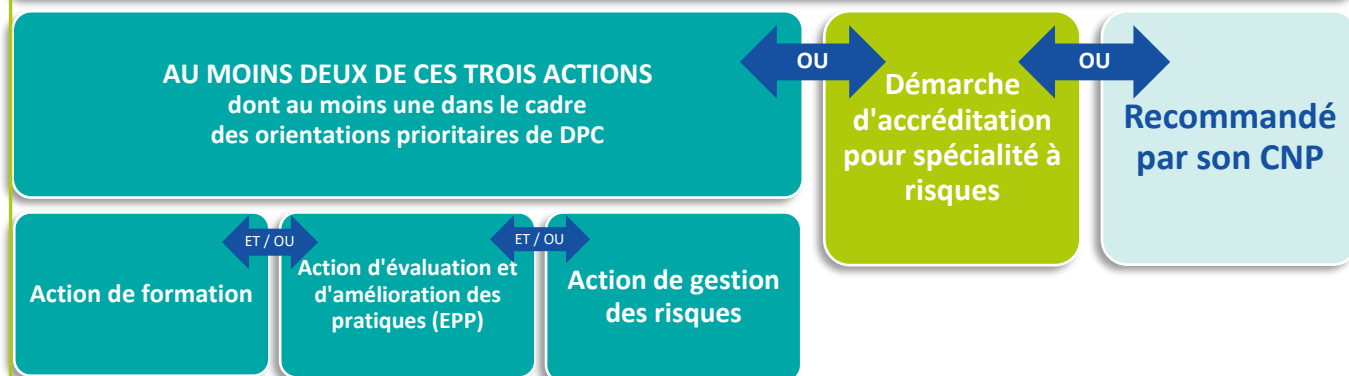 AU MOINS DEUX DE CES TROIS ACTIONS
dont au moins une dans le cadre
des orientations prioritaires de DPC
OU
Démarche
d'accréditation
pour spécialité à
risques
OU
Recommandé
par son CNP
Action de formation
ET / OU
Action d'évaluation et
d'amélioration des
pratiques (EPP)
ET / OU
Action de gestion
des risques